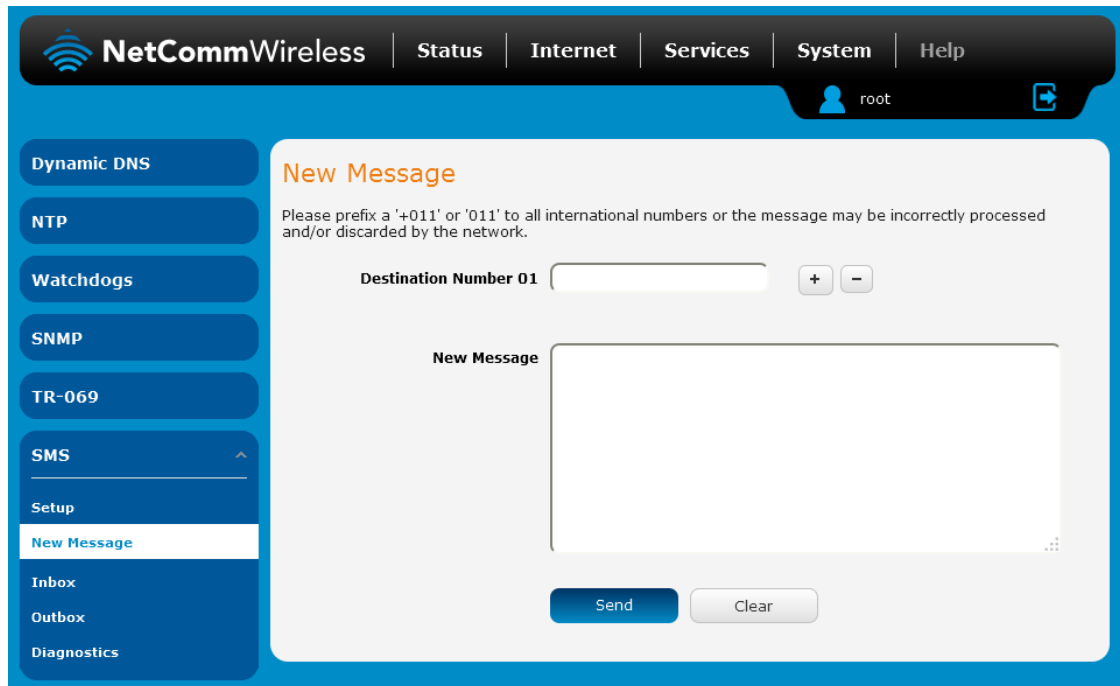 NetCommWireless
Status
Internet
Services
System
Help
root
Dynamic DNS
NTP
Watchdogs
SNMP
TR-069
SMS
Setup
New Message
Inbox
Outbox
Diagnostics
New Message
Please prefix a '+011' or '011' to all international numbers or the message may be incorrectly processed
and/or discarded by the network.
Destination Number 01
+
−
New Message
Send
Clear